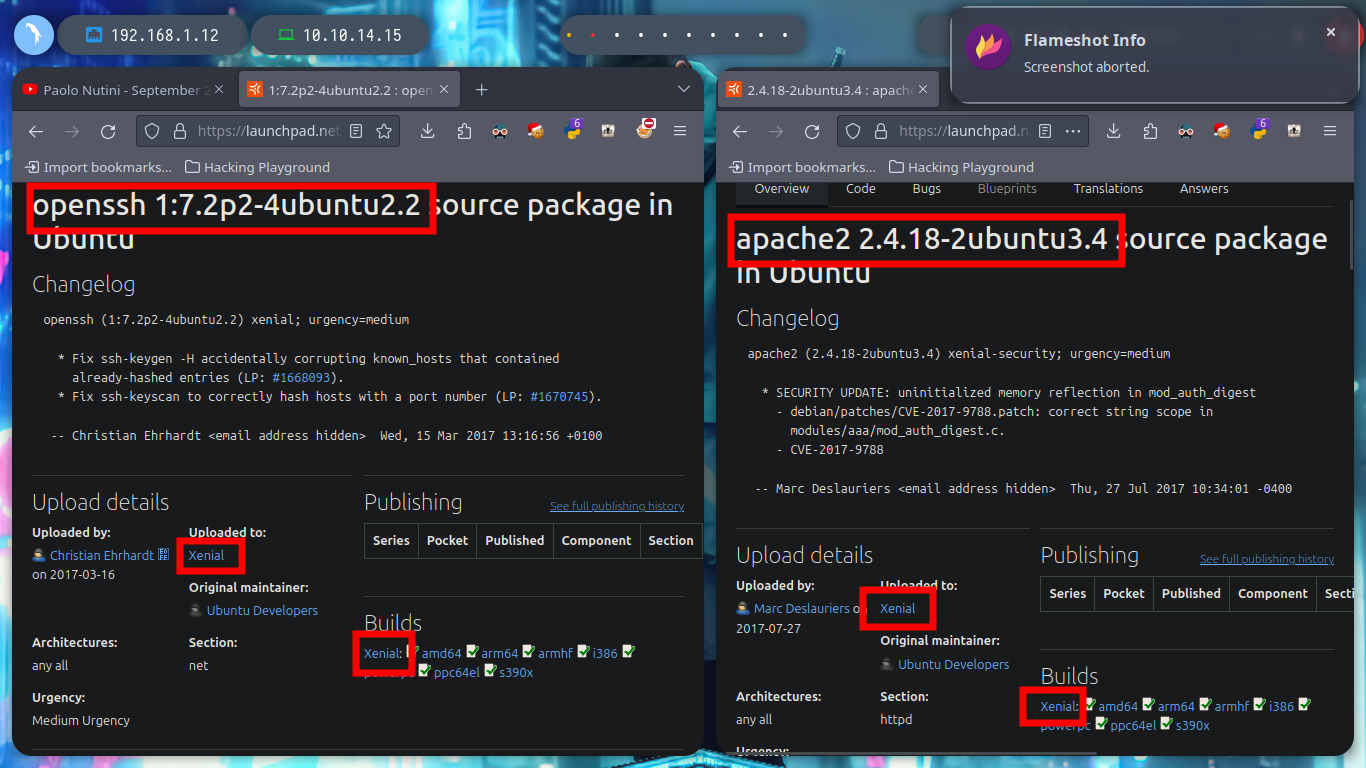 192.168.1.12
10.10.14.15
Flameshot Info
Screenshot aborted.
Paolo Nutini - September 2
1:7.2p2-4ubuntu2.2 : open
https://launchpad.net
6
Import bookmarks...
Hacking Playground
openssh 1:7.2p2-4ubuntu2.2 source package in
Ubuntu
Changelog
openssh (1:7.2p2-4ubuntu2.2) xenial; urgency=medium
* Fix ssh-keygen -H accidentally corrupting known_hosts that contained
already-hashed entries (LP: #1668093).
* Fix ssh-keyscan to correctly hash hosts with a port number (LP: #1670745).
-- Christian Ehrhardt <email address hidden>  Wed, 15 Mar 2017 13:16:56 +0100
Upload details
Uploaded by:
Christian Ehrhardt
on 2017-03-16
Uploaded to:
Xenial
Original maintainer:
Ubuntu Developers
Architectures:
any all
Section:
net
Urgency:
Medium Urgency
Publishing
See full publishing history
Series Pocket Published Component Section
Builds
Xenial: amd64 arm64 armhf i386
powerpc ppc64el s390x
2.4.18-2ubuntu3.4 : apache
https://launchpad.n
6
Import bookmarks...
Hacking Playground
Overview Code Bugs Blueprints Translations Answers
apache2 2.4.18-2ubuntu3.4 source package
in Ubuntu
Changelog
apache2 (2.4.18-2ubuntu3.4) xenial-security; urgency=medium
* SECURITY UPDATE: uninitialized memory reflection in mod_auth_digest
- debian/patches/CVE-2017-9788.patch: correct string scope in
modules/aaa/mod_auth_digest.c.
- CVE-2017-9788
-- Marc Deslauriers <email address hidden>  Thu, 27 Jul 2017 10:34:01 -0400
Upload details
Uploaded by:
Marc Deslauriers on
2017-07-27
Uploaded to:
Xenial
Original maintainer:
Ubuntu Developers
Architectures:
any all
Section:
httpd
Urgency:
Publishing
See full publishing history
Series Pocket Published Component Secti
Builds
Xenial: amd64 arm64 armhf i386
powerpc ppc64el s390x